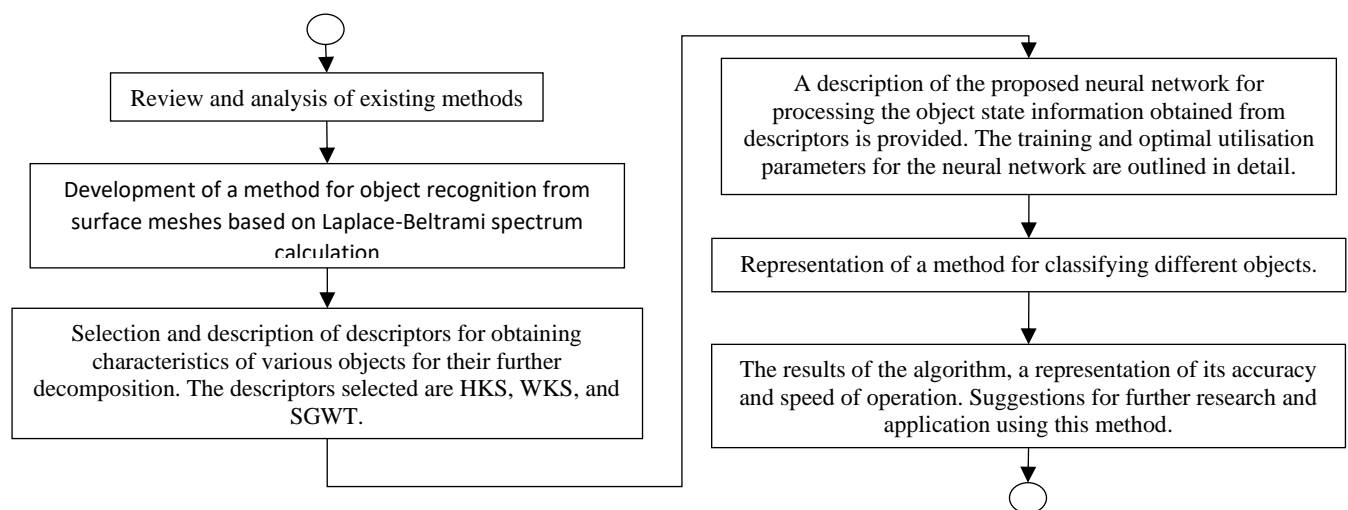 Review and analysis of existing methods
Development of a method for object recognition from
surface meshes based on Laplace-Beltrami spectrum
calculation
Selection and description of descriptors for obtaining
characteristics of various objects for their further
decomposition. The descriptors selected are HKS, WKS, and
SGWT.
A description of the proposed neural network for
processing the object state information obtained from
descriptors is provided. The training and optimal utilisation
parameters for the neural network are outlined in detail.
Representation of a method for classifying different objects.
The results of the algorithm, a representation of its accuracy
and speed of operation. Suggestions for further research and
application using this method.